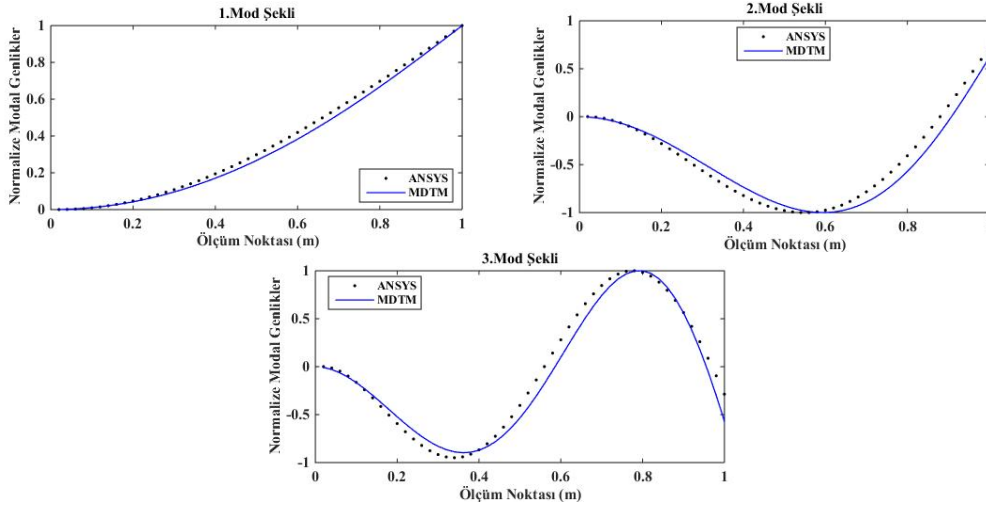 1.Mod Şekli
Normalize Modal Genlikler
1
0.8
0.6
0.4
0.2
0
0 0.2 0.4 0.6 0.8 1
Ölçüm Noktası (m)
ANSYS
MDTM
2.Mod Şekli
Normalize Modal Genlikler
1
0.5
0
-0.5
-1
0 0.2 0.4 0.6 0.8
Ölçüm Noktası (m)
ANSYS
MDTM
3.Mod Şekli
Normalize Modal Genlikler
1
0.5
0
-0.5
-1
0 0.2 0.4 0.6 0.8 1
Ölçüm Noktası (m)
ANSYS
MDTM